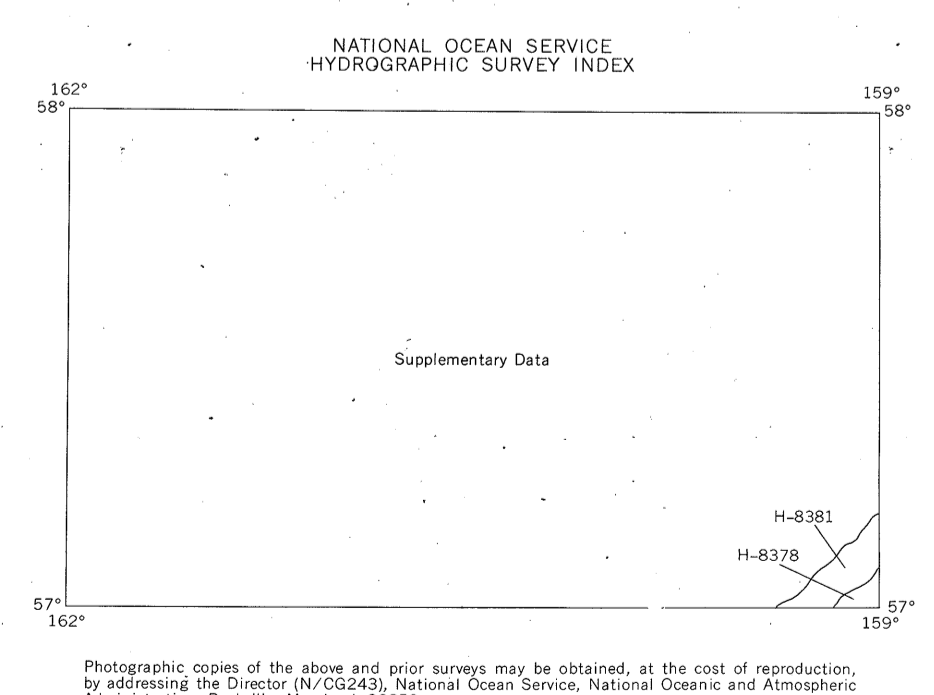 NATIONAL OCEAN SERVICE
HYDROGRAPHIC SURVEY INDEX
162° 159°
58° 58°
Supplementary Data
H-8381
H-8378
57° 57°
162° 159°
Photographic copies of the above and prior surveys may be obtained, at the cost of reproduction,
by addressing the Director (N/CG243), National Ocean Service, National Oceanic and Atmospheric